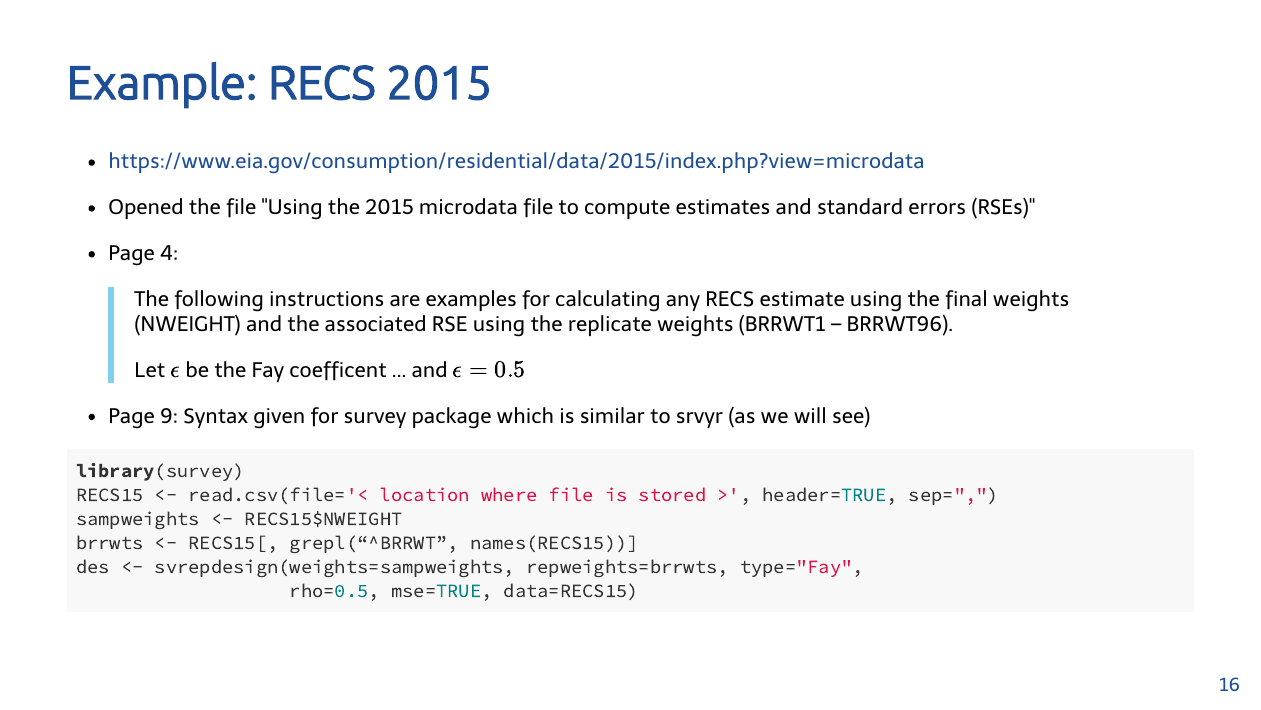 Example: RECS 2015
• https://www.eia.gov/consumption/residential/data/2015/index.php?view=microdata
• Opened the file "Using the 2015 microdata file to compute estimates and standard errors (RSEs)"
• Page 4:
The following instructions are examples for calculating any RECS estimate using the final weights
(NWEIGHT) and the associated RSE using the replicate weights (BRRWT1 – BRRWT96).
Let ϵ be the Fay coefficent ... and ϵ = 0.5
• Page 9: Syntax given for survey package which is similar to srvyr (as we will see)
library(survey)
RECS15 <- read.csv(file='< location where file is stored >', header=TRUE, sep=",")
sampweights <- RECS15$NWEIGHT
brrwts <- RECS15[, grepl(“^BRRWT”, names(RECS15))]
des <- svrepdesign(weights=sampweights, repweights=brrwts, type="Fay",
                   rho=0.5, mse=TRUE, data=RECS15)
16